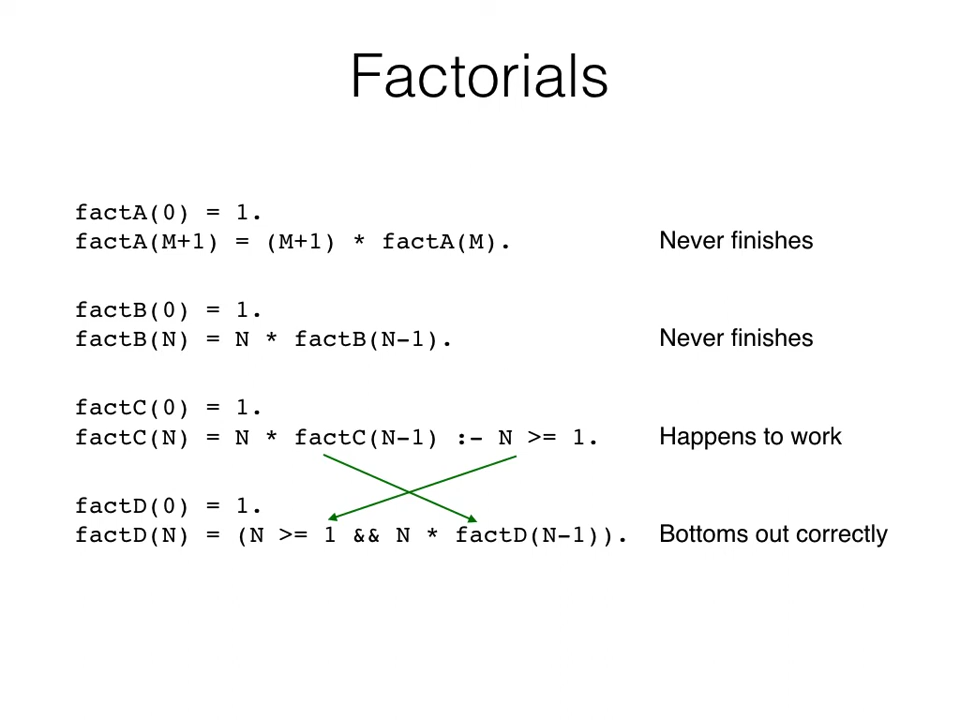 Factorials
factA(0) = 1.
factA(M+1) = (M+1) * factA(M). Never finishes
factB(0) = 1.
factB(N) = N * factB(N-1). Never finishes
factC(0) = 1.
factC(N) = N * factC(N-1) :- N >= 1. Happens to work
factD(0) = 1.
factD(N) = (N >= 1 && N * factD(N-1)). Bottoms out correctly